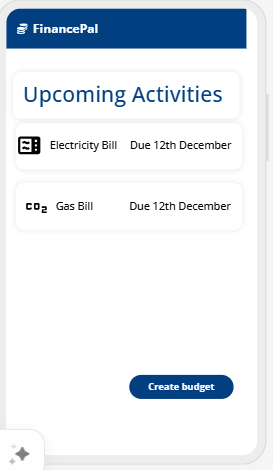 FinancePal
Upcoming Activities
Electricity Bill Due 12th December
CO2 Gas Bill Due 12th December
Create budget